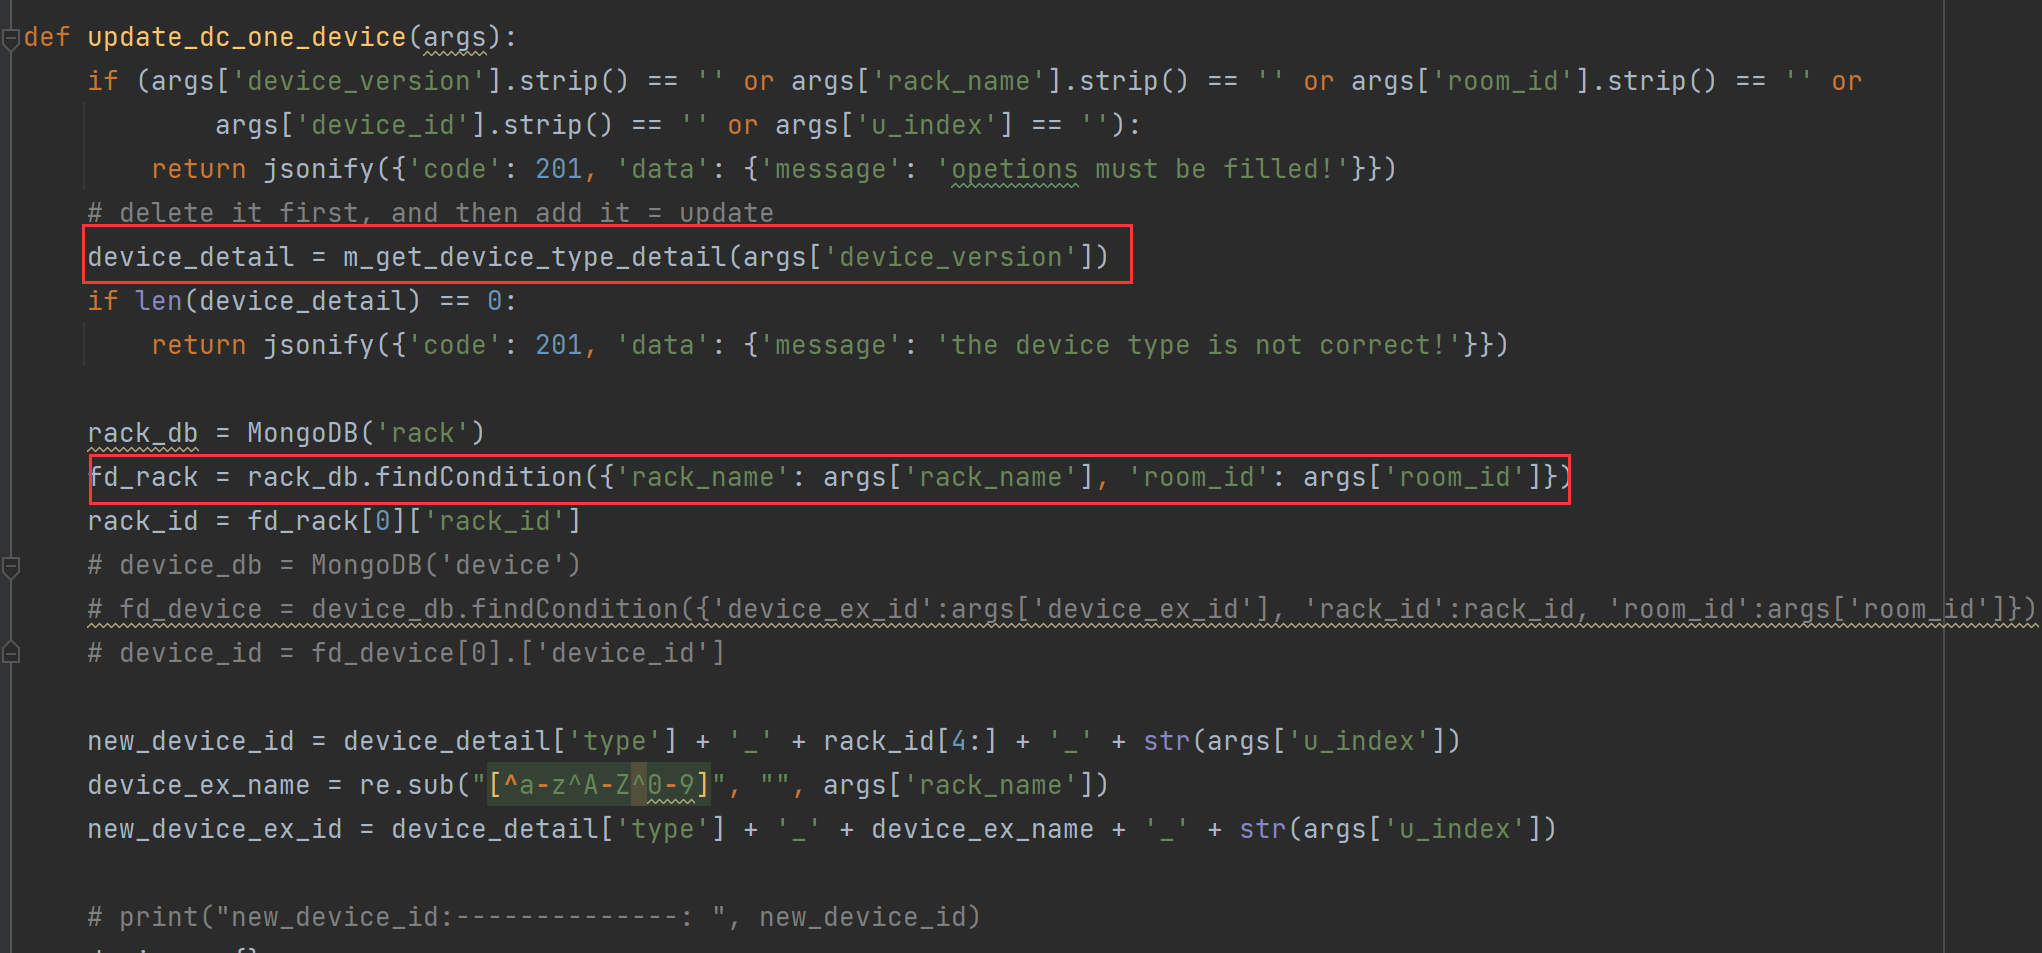 def update_dc_one_device(args):
    if (args['device_version'].strip() == '' or args['rack_name'].strip() == '' or args['room_id'].strip() == '' or
            args['device_id'].strip() == '' or args['u_index'] == ''):
        return jsonify({'code': 201, 'data': {'message': 'opetions must be filled!'}})
    # delete it first, and then add it = update
    device_detail = m_get_device_type_detail(args['device_version'])
    if len(device_detail) == 0:
        return jsonify({'code': 201, 'data': {'message': 'the device type is not correct!'}})
    rack_db = MongoDB('rack')
    fd_rack = rack_db.findCondition({'rack_name': args['rack_name'], 'room_id': args['room_id']})
    rack_id = fd_rack[0]['rack_id']
    # device_db = MongoDB('device')
    # fd_device = device_db.findCondition({'device_ex_id':args['device_ex_id'], 'rack_id':rack_id, 'room_id':args['room_id']})
    # device_id = fd_device[0].['device_id']
    new_device_id = device_detail['type'] + '_' + rack_id[4:] + '_' + str(args['u_index'])
    device_ex_name = re.sub("[^a-z^A-Z^0-9]", "", args['rack_name'])
    new_device_ex_id = device_detail['type'] + '_' + device_ex_name + '_' + str(args['u_index'])
    # print("new_device_id:--------------: ", new_device_id)